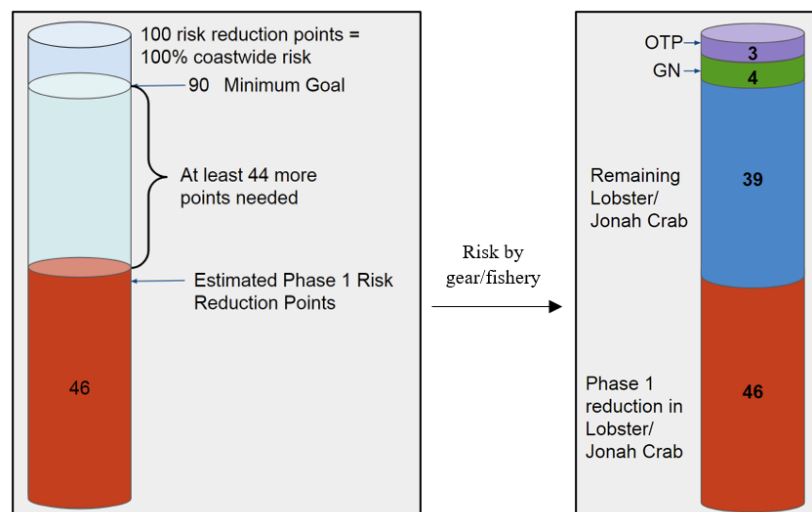 100 risk reduction points =
100% coastwide risk
90 Minimum Goal
At least 44 more
points needed
Estimated Phase 1 Risk
Reduction Points
46
Risk by
gear/fishery
OTP
3
GN
4
Remaining
Lobster/
Jonah Crab
39
Phase 1
reduction in
Lobster/
Jonah Crab
46